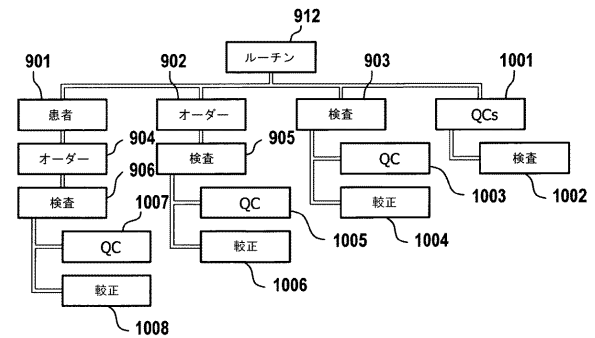 912
ルーチン
901
902
903
1001
患者
オーダー
検査
QCs
904
905
オーダー
検査
QC
検査
906
1003
1002
検査
1007
QC
較正
QC
1005
1004
較正
1006
較正
1008